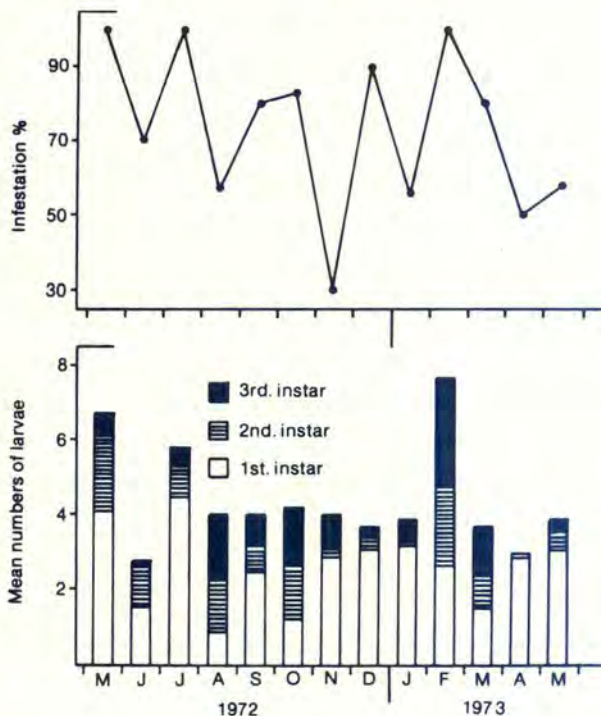 Infestation %
90
70
50
30
Mean numbers of larvae
8
6
4
2
3rd. instar
2nd. instar
1st. instar
M J J A S O N D J F M A M
1972 1973